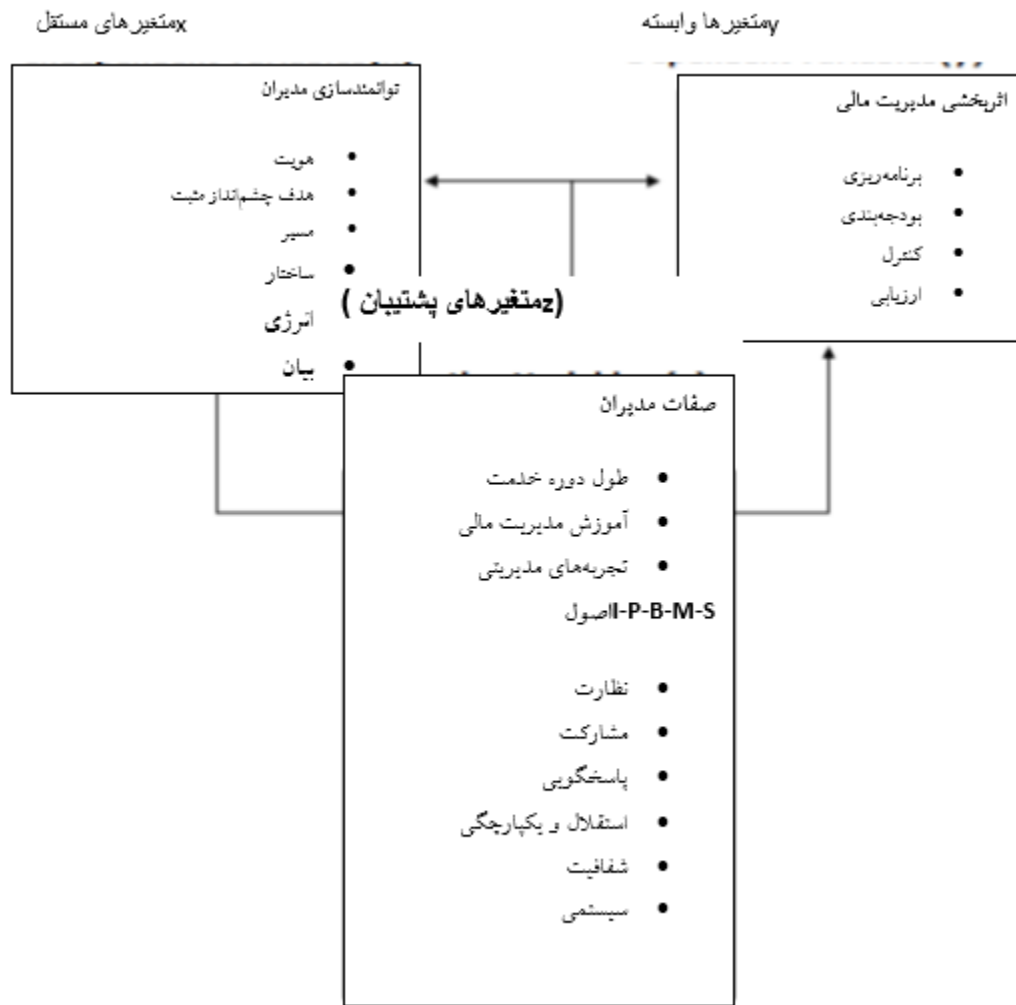 متغیرهای مستقلx
متغیرها وابستهy
توانمندسازی مدیران
• هویت
• هدف چشم‌انداز مثبت
• مسیر
• ساختار
انرژی
• بیان
اثربخشی مدیریت مالی
• برنامه‌ریزی
• بودجه‌بندی
• کنترل
• ارزیابی
(zمتغیرهای پشتیبان )
صفات مدیران
• طول دوره خدمت
• آموزش مدیریت مالی
• تجربه‌های مدیریتی
I-P-B-M-Sاصول
• نظارت
• مشارکت
• پاسخگویی
• استقلال و یکپارچگی
• شفافیت
• سیستمی